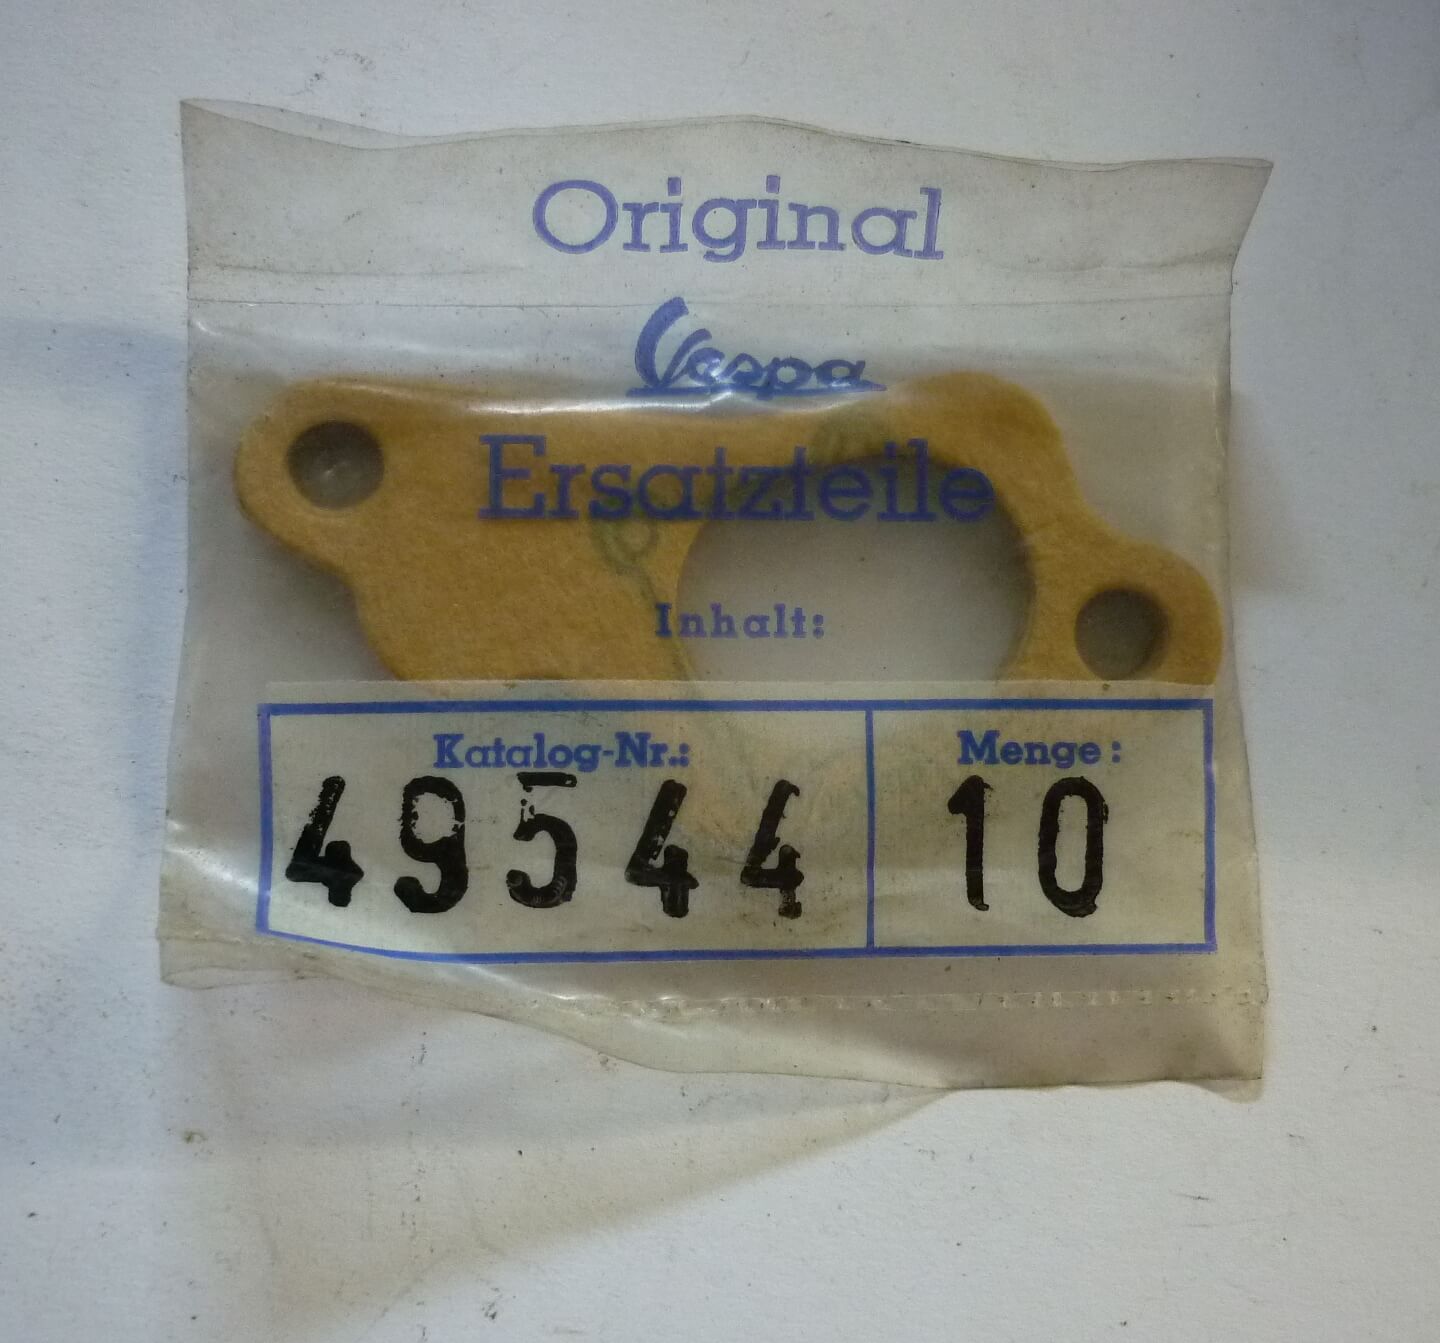 Original
Vespa
Ersatzteile
Inhalt:
Katalog-Nr.: Menge:
49544 10